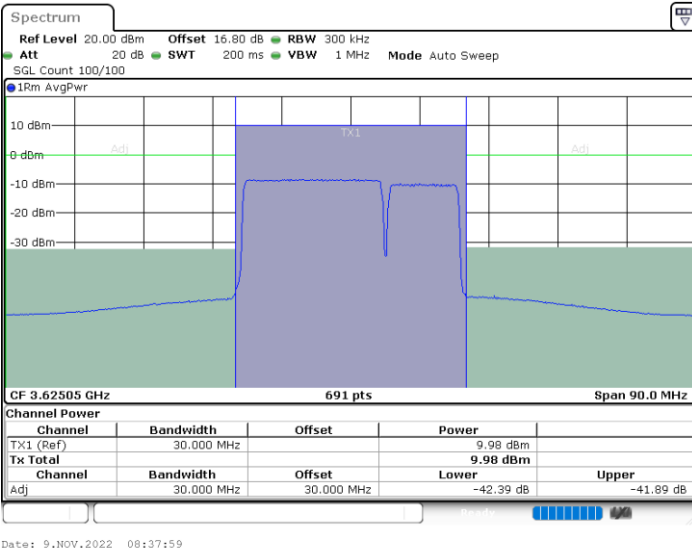 Spectrum
Ref Level 20.00 dBm Offset 16.80 dB RBW 300 kHz
Att 20 dB SWT 200 ms VBW 1 MHz Mode Auto Sweep
SGL Count 100/100
1Rm AvgPwr
10 dBm
TX1
Adj
Adj
0 dBm
-10 dBm
-20 dBm
-30 dBm
CF 3.62505 GHz 691 pts Span 90.0 MHz
Channel Power
Channel Bandwidth Offset Power
TX1 (Ref) 30.000 MHz 9.98 dBm
Tx Total 9.98 dBm
Channel Bandwidth Offset Lower Upper
Adj 30.000 MHz 30.000 MHz -42.39 dB -41.89 dB
Ready
Date: 9.NOV.2022 08:37:59